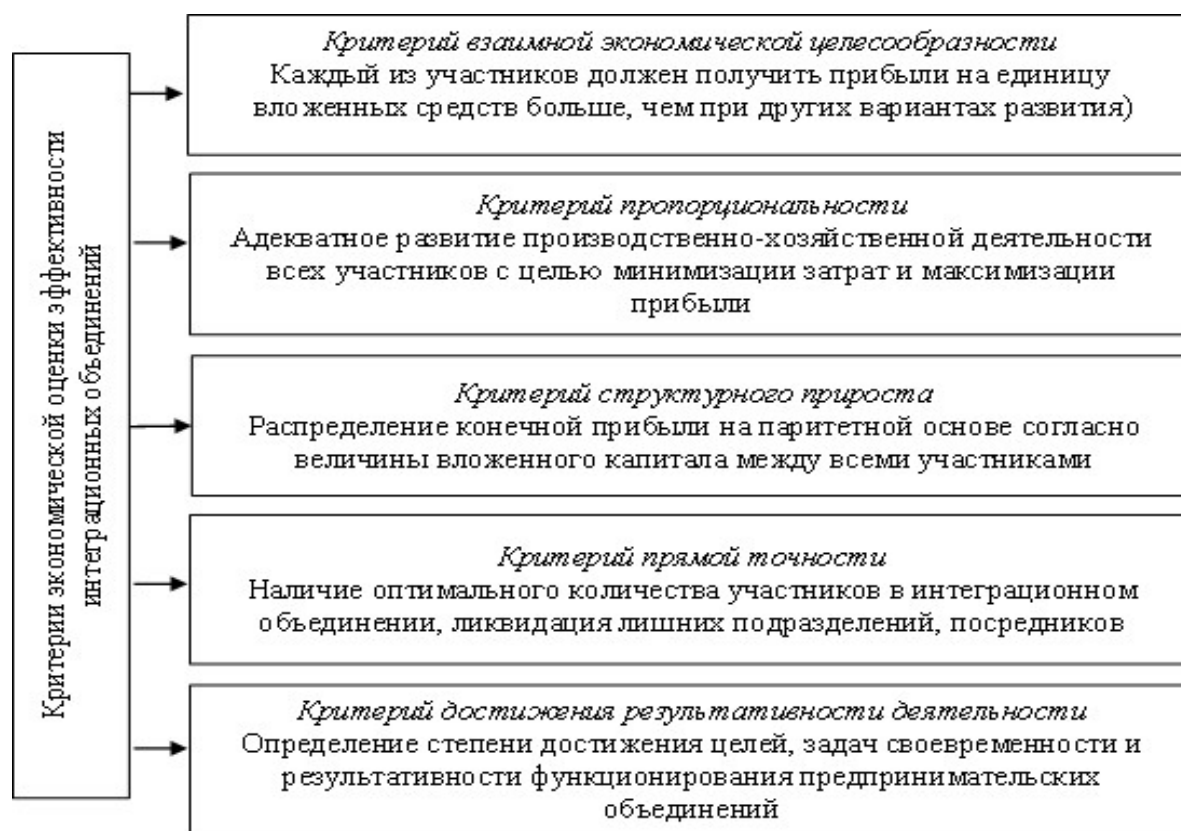 Критерии экономической оценки эффективности
интеграционных объединений
Критерий взаимной экономической целесообразности
Каждый из участников должен получить прибыли на единицу
вложенных средств больше, чем при других вариантах развития)
Критерий пропорциональности
Адекватное развитие производственно-хозяйственной деятельности
всех участников с целью минимизации затрат и максимизации
прибыли
Критерий структурного прироста
Распределение конечной прибыли на паритетной основе согласно
величины вложенного капитала между всеми участниками
Критерий прямой точности
Наличие оптимального количества участников в интеграционном
объединении, ликвидация лишних подразделений, посредников
Критерий достижения результативности деятельности
Определение степени достижения целей, задач своевременности и
результативности функционирования предпринимательских
объединений